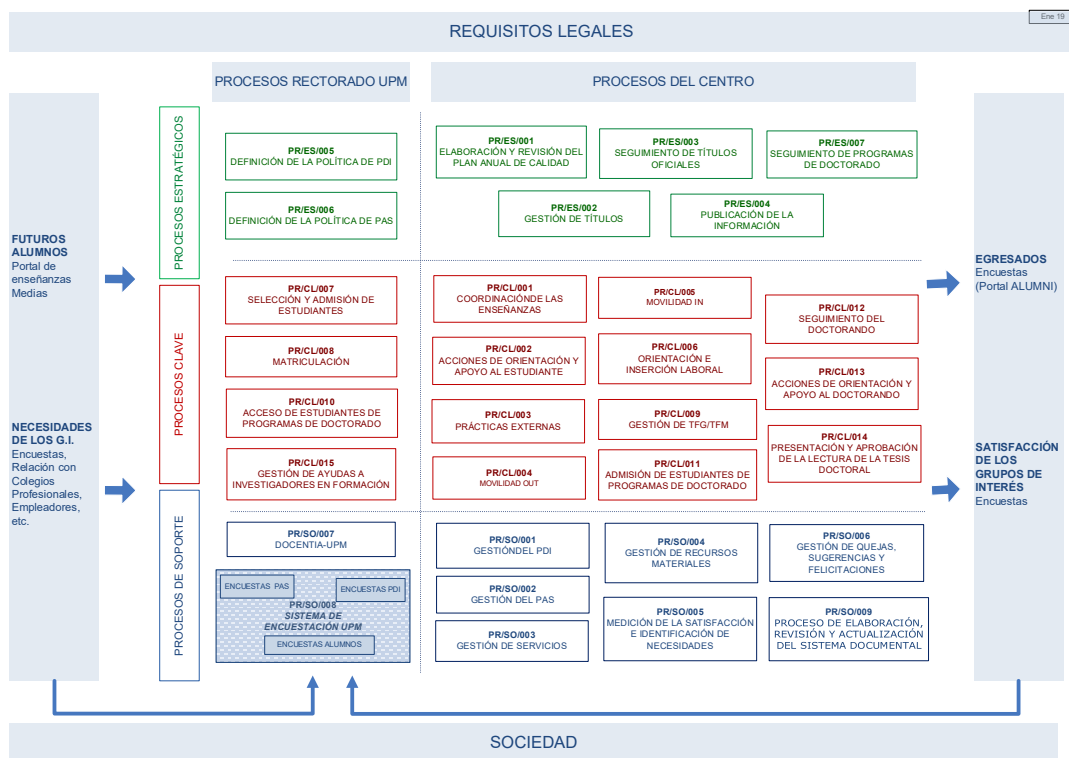 Ene 19
REQUISITOS LEGALES
PROCESOS RECTORADO UPM
PROCESOS DEL CENTRO
FUTUROS
ALUMNOS
Portal de
enseñanzas
Medias
NECESIDADES
DE LOS G.I.
Encuestas,
Relación con
Colegios
Profesionales,
Empleadores,
etc.
PROCESOS ESTRATÉGICOS
PR/ES/005
DEFINICIÓN DE LA POLÍTICA DE PDI
PR/ES/006
DEFINICIÓN DE LA POLÍTICA DE PAS
PR/ES/001
ELABORACIÓN Y REVISIÓN DEL
PLAN ANUAL DE CALIDAD
PR/ES/003
SEGUIMIENTO DE TÍTULOS
OFICIALES
PR/ES/007
SEGUIMIENTO DE PROGRAMAS
DE DOCTORADO
PR/ES/002
GESTIÓN DE TÍTULOS
PR/ES/004
PUBLICACIÓN DE LA
INFORMACIÓN
PROCESOS CLAVE
PR/CL/007
SELECCIÓN Y ADMISIÓN DE
ESTUDIANTES
PR/CL/008
MATRICULACIÓN
PR/CL/010
ACCESO DE ESTUDIANTES DE
PROGRAMAS DE DOCTORADO
PR/CL/015
GESTIÓN DE AYUDAS A
INVESTIGADORES EN FORMACIÓN
PR/CL/001
COORDINACIÓNDE LAS
ENSEÑANZAS
PR/CL/002
ACCIONES DE ORIENTACIÓN Y
APOYO AL ESTUDIANTE
PR/CL/003
PRÁCTICAS EXTERNAS
PR/CL/004
MOVILIDAD OUT
PR/CL/005
MOVILIDAD IN
PR/CL/006
ORIENTACIÓN E
INSERCIÓN LABORAL
PR/CL/009
GESTIÓN DE TFG/TFM
PR/CL/011
ADMISIÓN DE ESTUDIANTES DE
PROGRAMAS DE DOCTORADO
PR/CL/012
SEGUIMIENTO DEL
DOCTORANDO
PR/CL/013
ACCIONES DE ORIENTACIÓN Y
APOYO AL DOCTORANDO
PR/CL/014
PRESENTACIÓN Y APROBACIÓN
DE LA LECTURA DE LA TESIS
DOCTORAL
PROCESOS DE SOPORTE
PR/SO/007
DOCENTIA-UPM
ENCUESTAS PAS
ENCUESTAS PDI
PR/SO/008
SISTEMA DE
ENCUESTACIÓN UPM
ENCUESTAS ALUMNOS
PR/SO/001
GESTIÓNDEL PDI
PR/SO/002
GESTIÓN DEL PAS
PR/SO/003
GESTIÓN DE SERVICIOS
PR/SO/004
GESTIÓN DE RECURSOS
MATERIALES
PR/SO/005
MEDICIÓN DE LA SATISFACCIÓN
E IDENTIFICACIÓN DE
NECESIDADES
PR/SO/006
GESTIÓN DE QUEJAS,
SUGERENCIAS Y
FELICITACIONES
PR/SO/009
PROCESO DE ELABORACIÓN,
REVISIÓN Y ACTUALIZACIÓN
DEL SISTEMA DOCUMENTAL
EGRESADOS
Encuestas
(Portal ALUMNI)
SATISFACCIÓN
DE LOS
GRUPOS DE
INTERÉS
Encuestas
SOCIEDAD